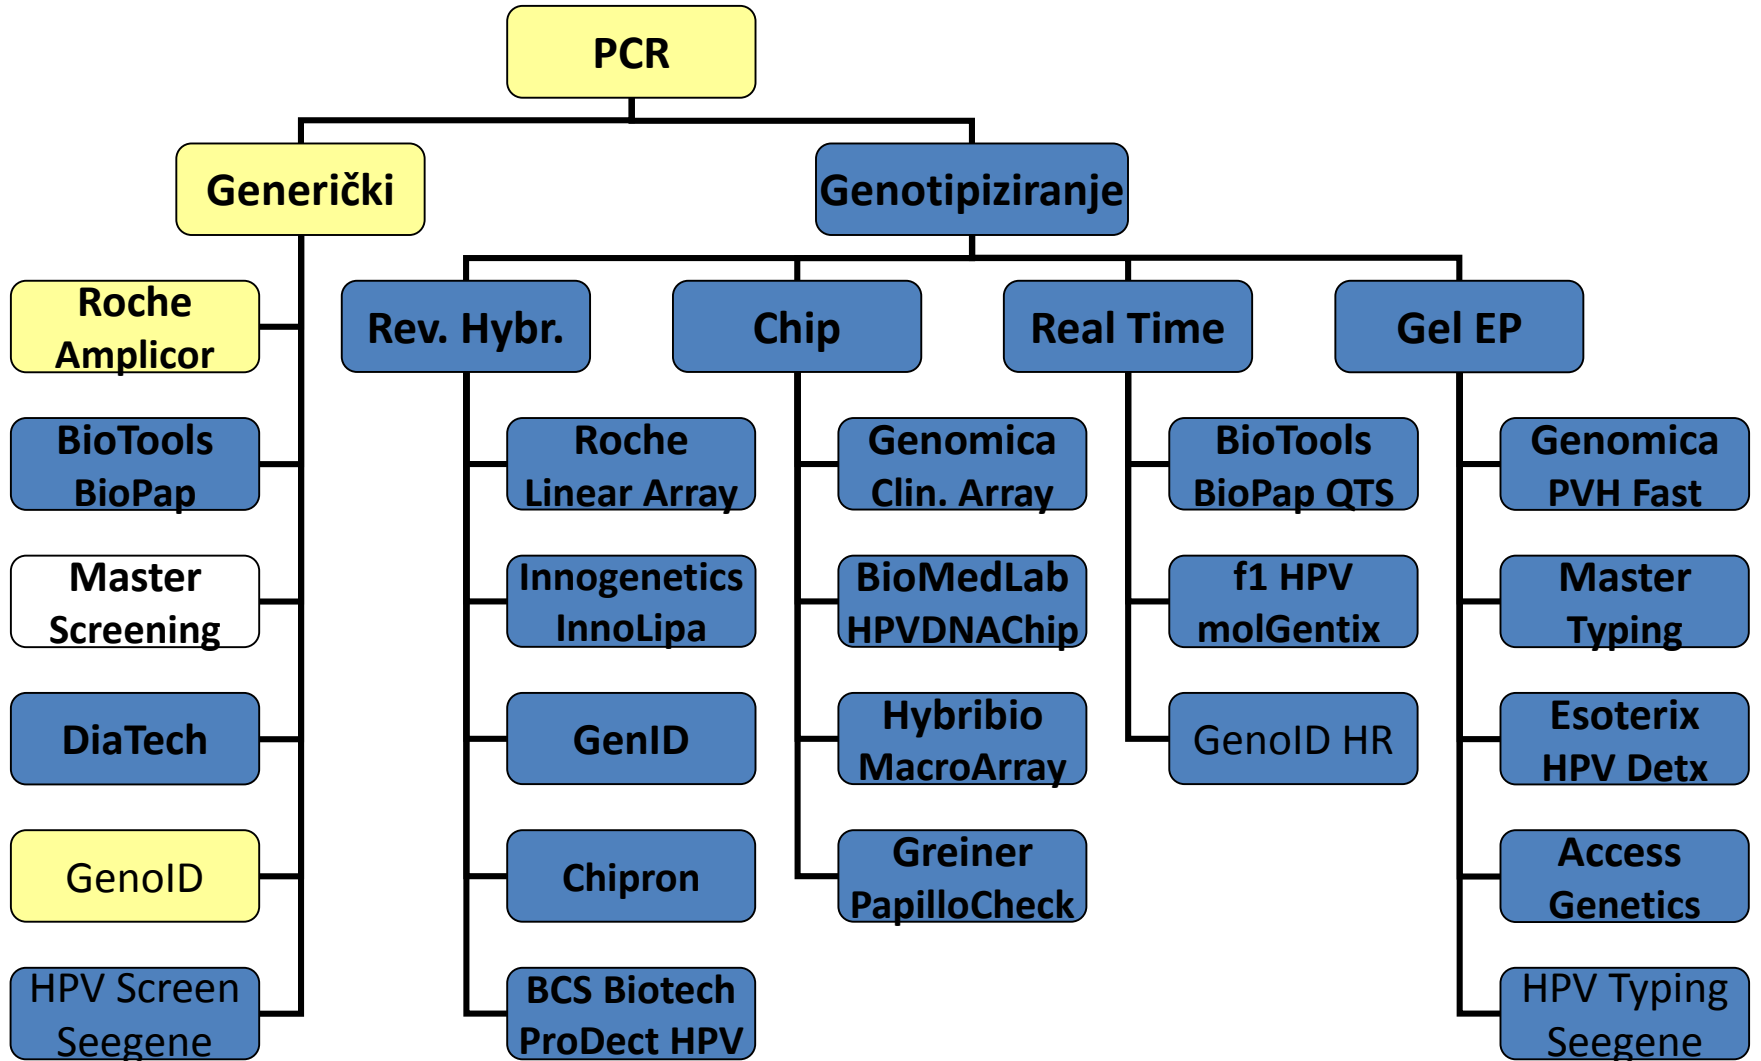 PCR
Generički
Genotipiziranje
Roche
Amplicor
Rev. Hybr.
Chip
Real Time
Gel EP
BioTools
BioPap
Roche
Linear Array
Genomica
Clin. Array
BioTools
BioPap QTS
Genomica
PVH Fast
Master
Screening
Innogenetics
InnoLipa
BioMedLab
HPVDNAChip
f1 HPV
molGentix
Master
Typing
DiaTech
GenID
Hybribio
MacroArray
GenoID HR
Esoterix
HPV Detx
GenoID
Chipron
Greiner
PapilloCheck
Access
Genetics
HPV Screen
Seegene
BCS Biotech
ProDect HPV
HPV Typing
Seegene